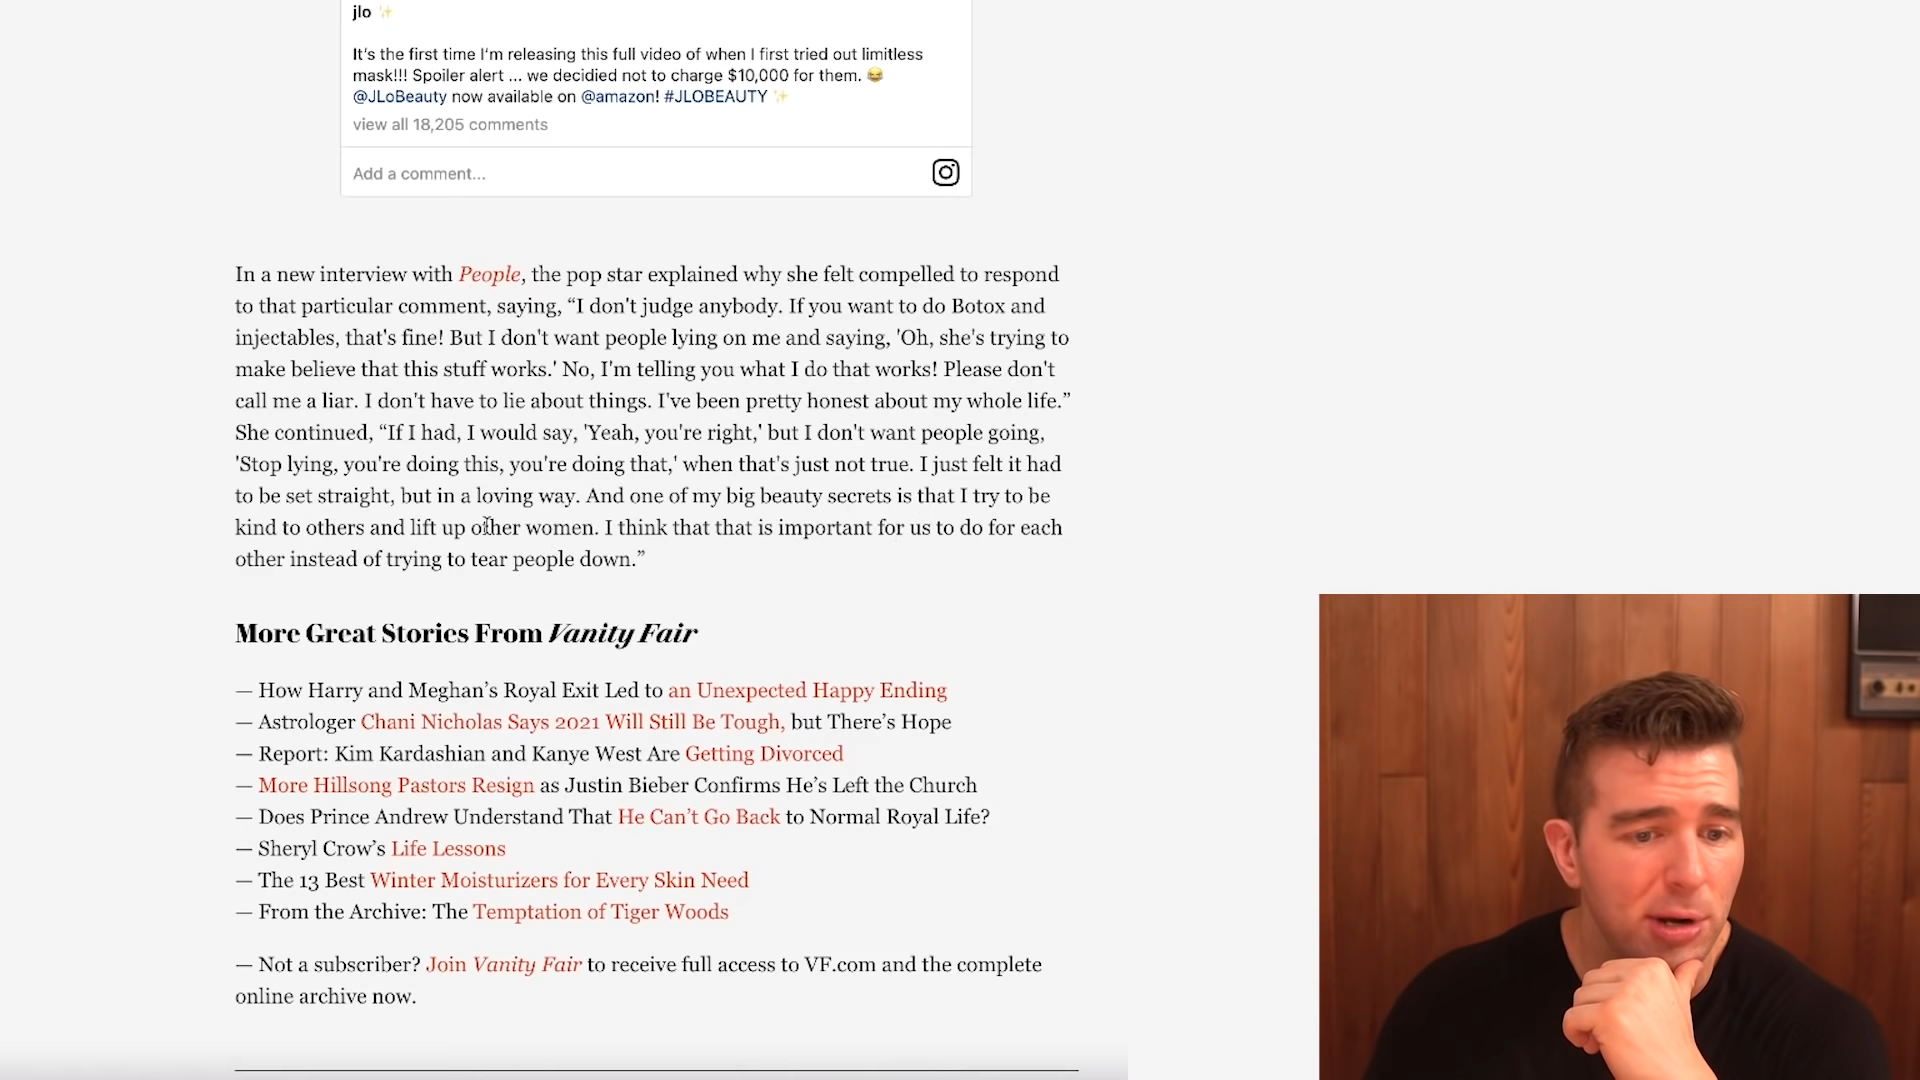 jlo ✨
It's the first time I'm releasing this full video of when I first tried out limitless
mask!!! Spoiler alert ... we decidied not to charge $10,000 for them. 😂
@JLoBeauty now available on @amazon! #JLOBEAUTY ✨
view all 18,205 comments
Add a comment...
In a new interview with People, the pop star explained why she felt compelled to respond
to that particular comment, saying, “I don't judge anybody. If you want to do Botox and
injectables, that's fine! But I don't want people lying on me and saying, 'Oh, she's trying to
make believe that this stuff works.' No, I'm telling you what I do that works! Please don't
call me a liar. I don't have to lie about things. I've been pretty honest about my whole life.”
She continued, “If I had, I would say, 'Yeah, you're right,' but I don't want people going,
'Stop lying, you're doing this, you're doing that,' when that's just not true. I just felt it had
to be set straight, but in a loving way. And one of my big beauty secrets is that I try to be
kind to others and lift up other women. I think that that is important for us to do for each
other instead of trying to tear people down.”
More Great Stories From Vanity Fair
— How Harry and Meghan’s Royal Exit Led to an Unexpected Happy Ending
— Astrologer Chani Nicholas Says 2021 Will Still Be Tough, but There’s Hope
— Report: Kim Kardashian and Kanye West Are Getting Divorced
— More Hillsong Pastors Resign as Justin Bieber Confirms He’s Left the Church
— Does Prince Andrew Understand That He Can’t Go Back to Normal Royal Life?
— Sheryl Crow’s Life Lessons
— The 13 Best Winter Moisturizers for Every Skin Need
— From the Archive: The Temptation of Tiger Woods
— Not a subscriber? Join Vanity Fair to receive full access to VF.com and the complete
online archive now.